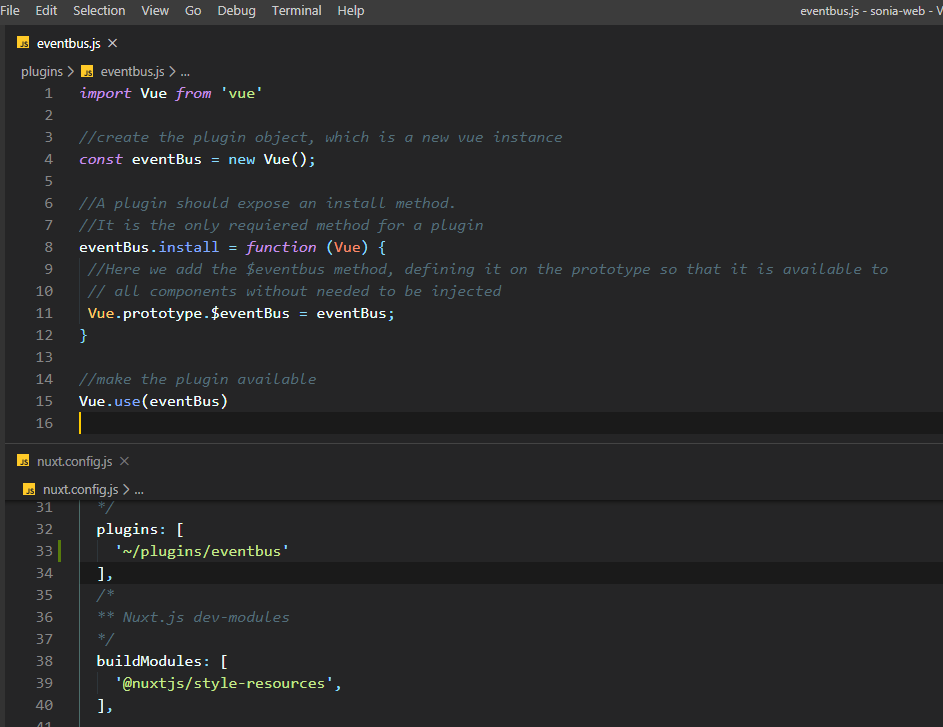 File Edit Selection View Go Debug Terminal Help eventbus.js - sonia-web - V
JS eventbus.js ×
plugins > JS eventbus.js > ...
1 import Vue from 'vue'
2
3 //create the plugin object, which is a new vue instance
4 const eventBus = new Vue();
5
6 //A plugin should expose an install method.
7 //It is the only requiered method for a plugin
8 eventBus.install = function (Vue) {
9 //Here we add the $eventbus method, defining it on the prototype so that it is available to
10 // all components without needed to be injected
11 Vue.prototype.$eventBus = eventBus;
12 }
13
14 //make the plugin available
15 Vue.use(eventBus)
16
JS nuxt.config.js ×
JS nuxt.config.js > ...
31 */
32 plugins: [
33 '~/plugins/eventbus'
34 ],
35 /*
36 ** Nuxt.js dev-modules
37 */
38 buildModules: [
39 '@nuxtjs/style-resources',
40 ],
41